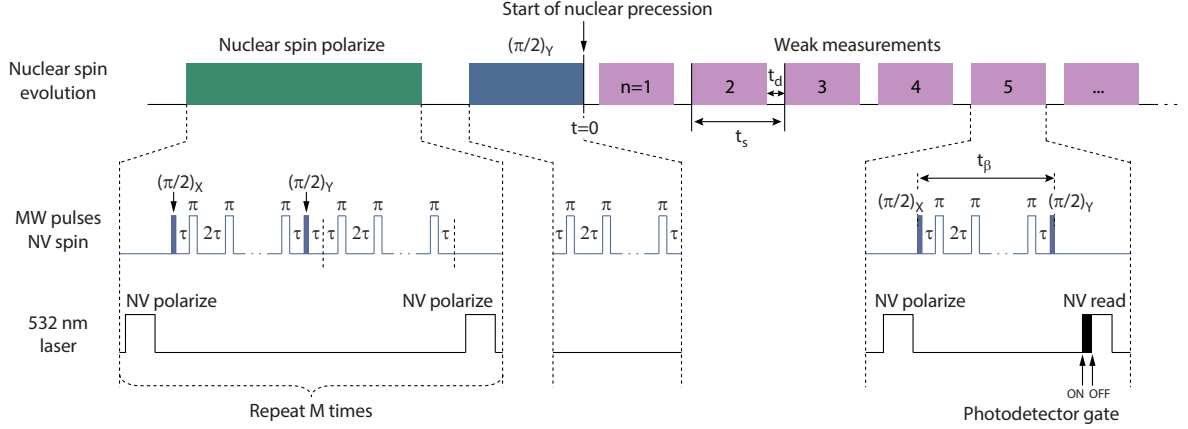 Start of nuclear precession
Nuclear spin polarize
(π/2)Y
Weak measurements
Nuclear spin
evolution
n=1
2
td
3
4
5
...
t=0
ts
tβ
(π/2)X
(π/2)Y
(π/2)X
(π/2)Y
MW pulses
NV spin
π π π π π π
τ 2τ τ τ 2τ τ
π π π
τ 2τ τ
π π π
τ 2τ τ
NV polarize
NV polarize
NV polarize
NV read
532 nm
laser
ON OFF
Repeat M times
Photodetector gate